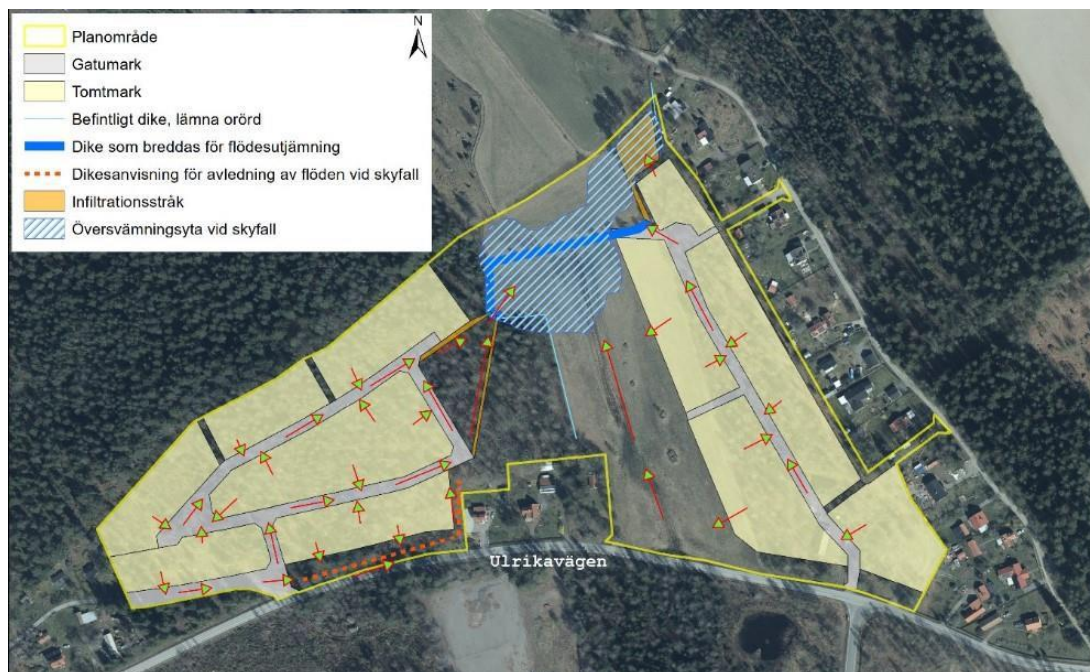 Planområde
N
Gatumark
Tomtmark
Befintligt dike, lämna orörd
Dike som breddas för flödesutjämning
Dikesanvisning för avledning av flöden vid skyfall
Infiltrationsstråk
Översvämningsyta vid skyfall
Ulrikavägen